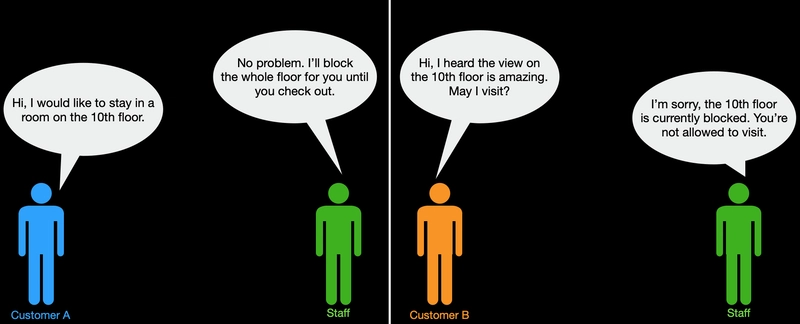 Hi, I would like to stay in a
room on the 10th floor.
No problem. I’ll block
the whole floor for you until
you check out.
Customer A
Staff
Hi, I heard the view on
the 10th floor is amazing.
May I visit?
I’m sorry, the 10th floor
is currently blocked. You’re
not allowed to visit.
Customer B
Staff